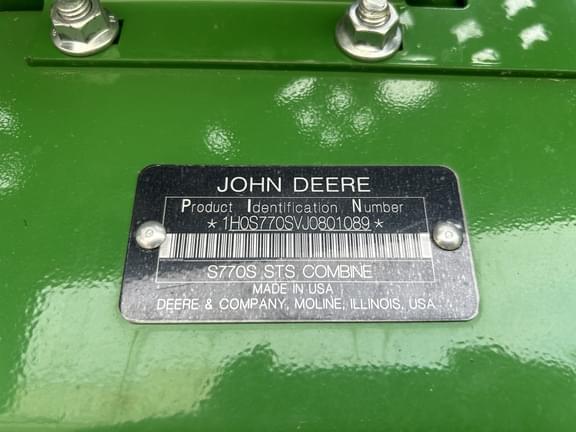 JOHN DEERE
Product Identification Number
*1H0S770SVJ0801089*
S770S STS COMBINE
MADE IN USA
DEERE & COMPANY, MOLINE, ILLINOIS, USA